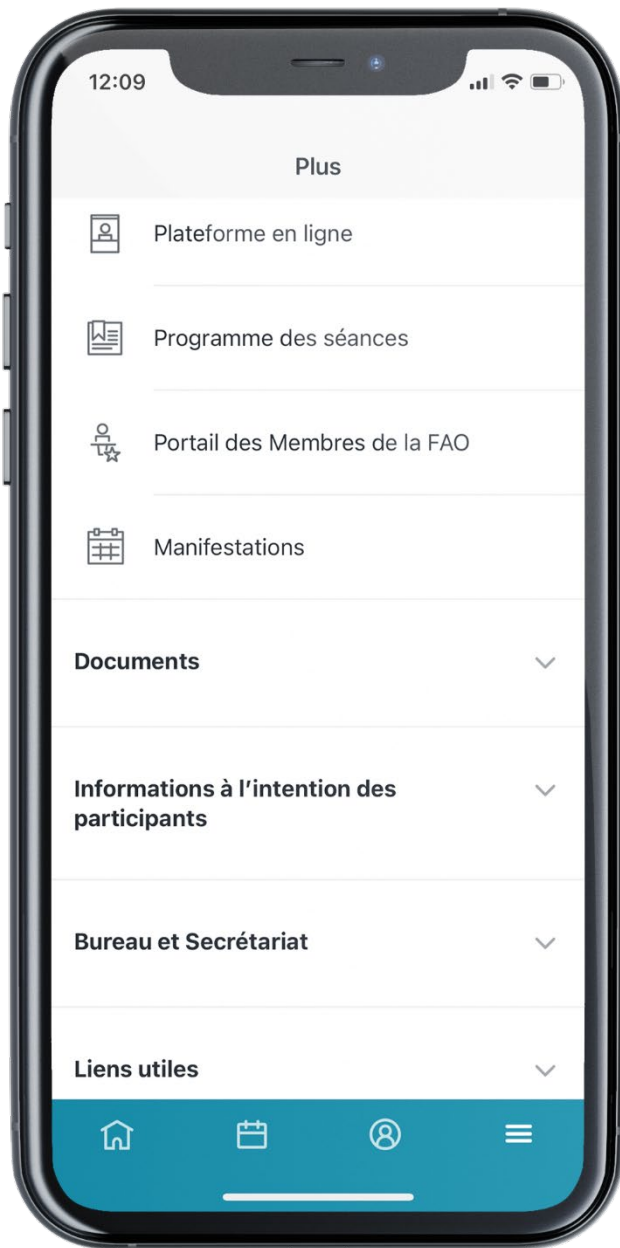 12:09
Plus
Plateforme en ligne
Programme des séances
Portail des Membres de la FAO
Manifestations
Documents
Informations à l'intention des
participants
Bureau et Secrétariat
Liens utiles